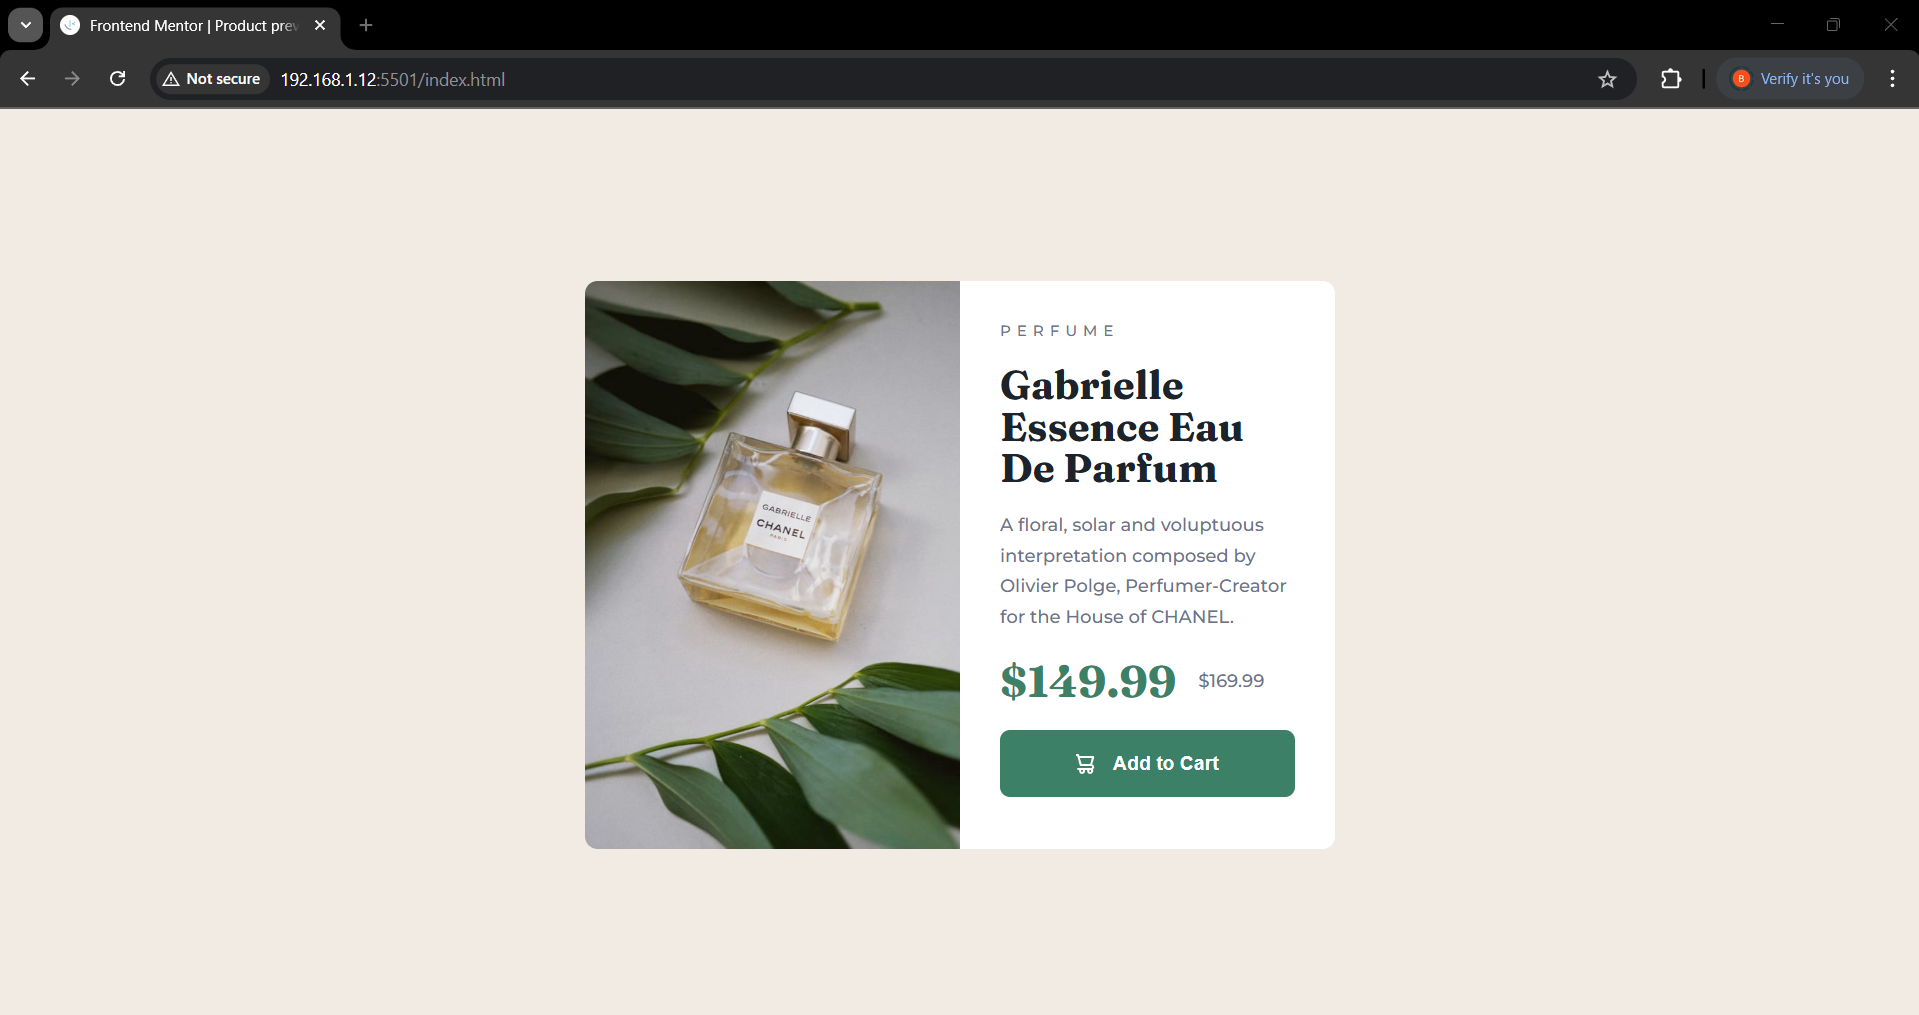 Frontend Mentor | Product prev
Not secure
192.168.1.12:5501/index.html
B
Verify it's you
GABRIELLE
CHANEL
PARIS
PERFUME
Gabrielle
Essence Eau
De Parfum
A floral, solar and voluptuous
interpretation composed by
Olivier Polge, Perfumer-Creator
for the House of CHANEL.
$149.99 $169.99
Add to Cart